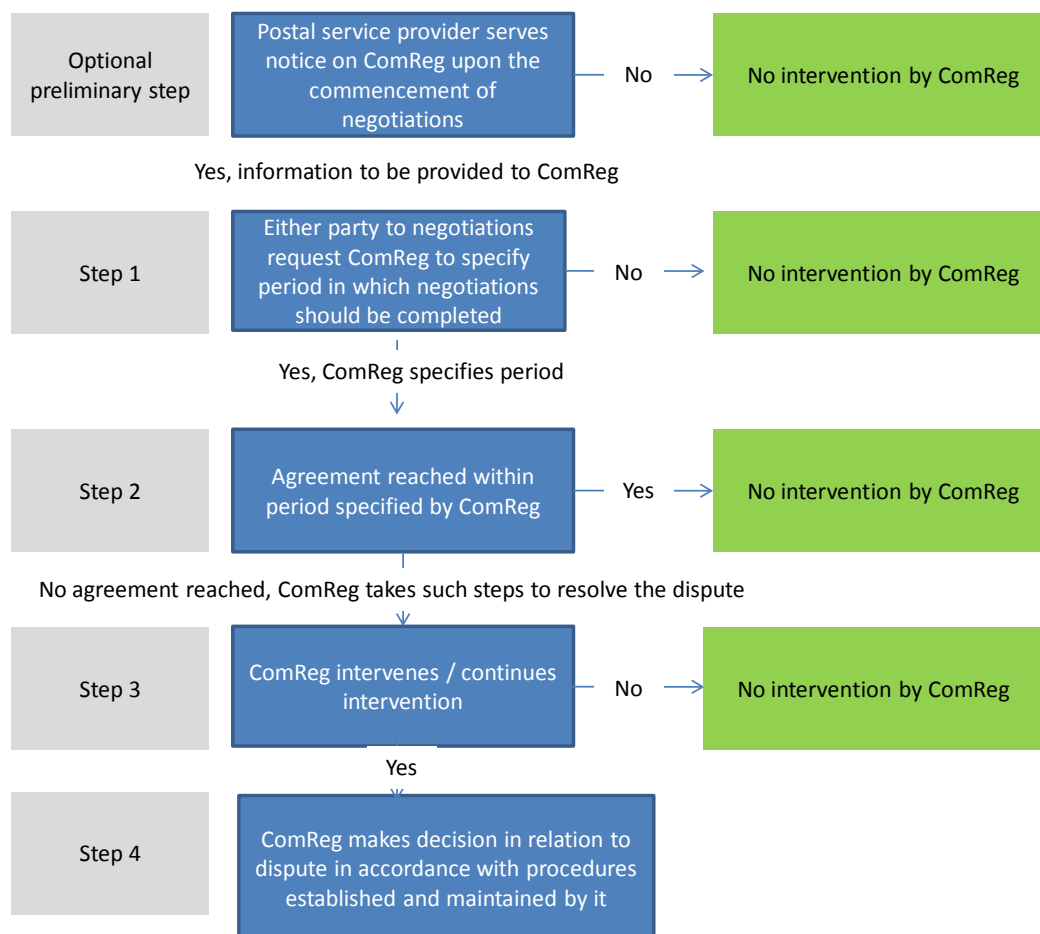 Optional
preliminary step
Postal service provider serves
notice on ComReg upon the
commencement of
negotiations
No
No intervention by ComReg
Yes, information to be provided to ComReg
Step 1
Either party to negotiations
request ComReg to specify
period in which negotiations
should be completed
No
No intervention by ComReg
Yes, ComReg specifies period
Step 2
Agreement reached within
period specified by ComReg
Yes
No intervention by ComReg
No agreement reached, ComReg takes such steps to resolve the dispute
Step 3
ComReg intervenes / continues
intervention
No
No intervention by ComReg
Yes
Step 4
ComReg makes decision in relation to
dispute in accordance with procedures
established and maintained by it